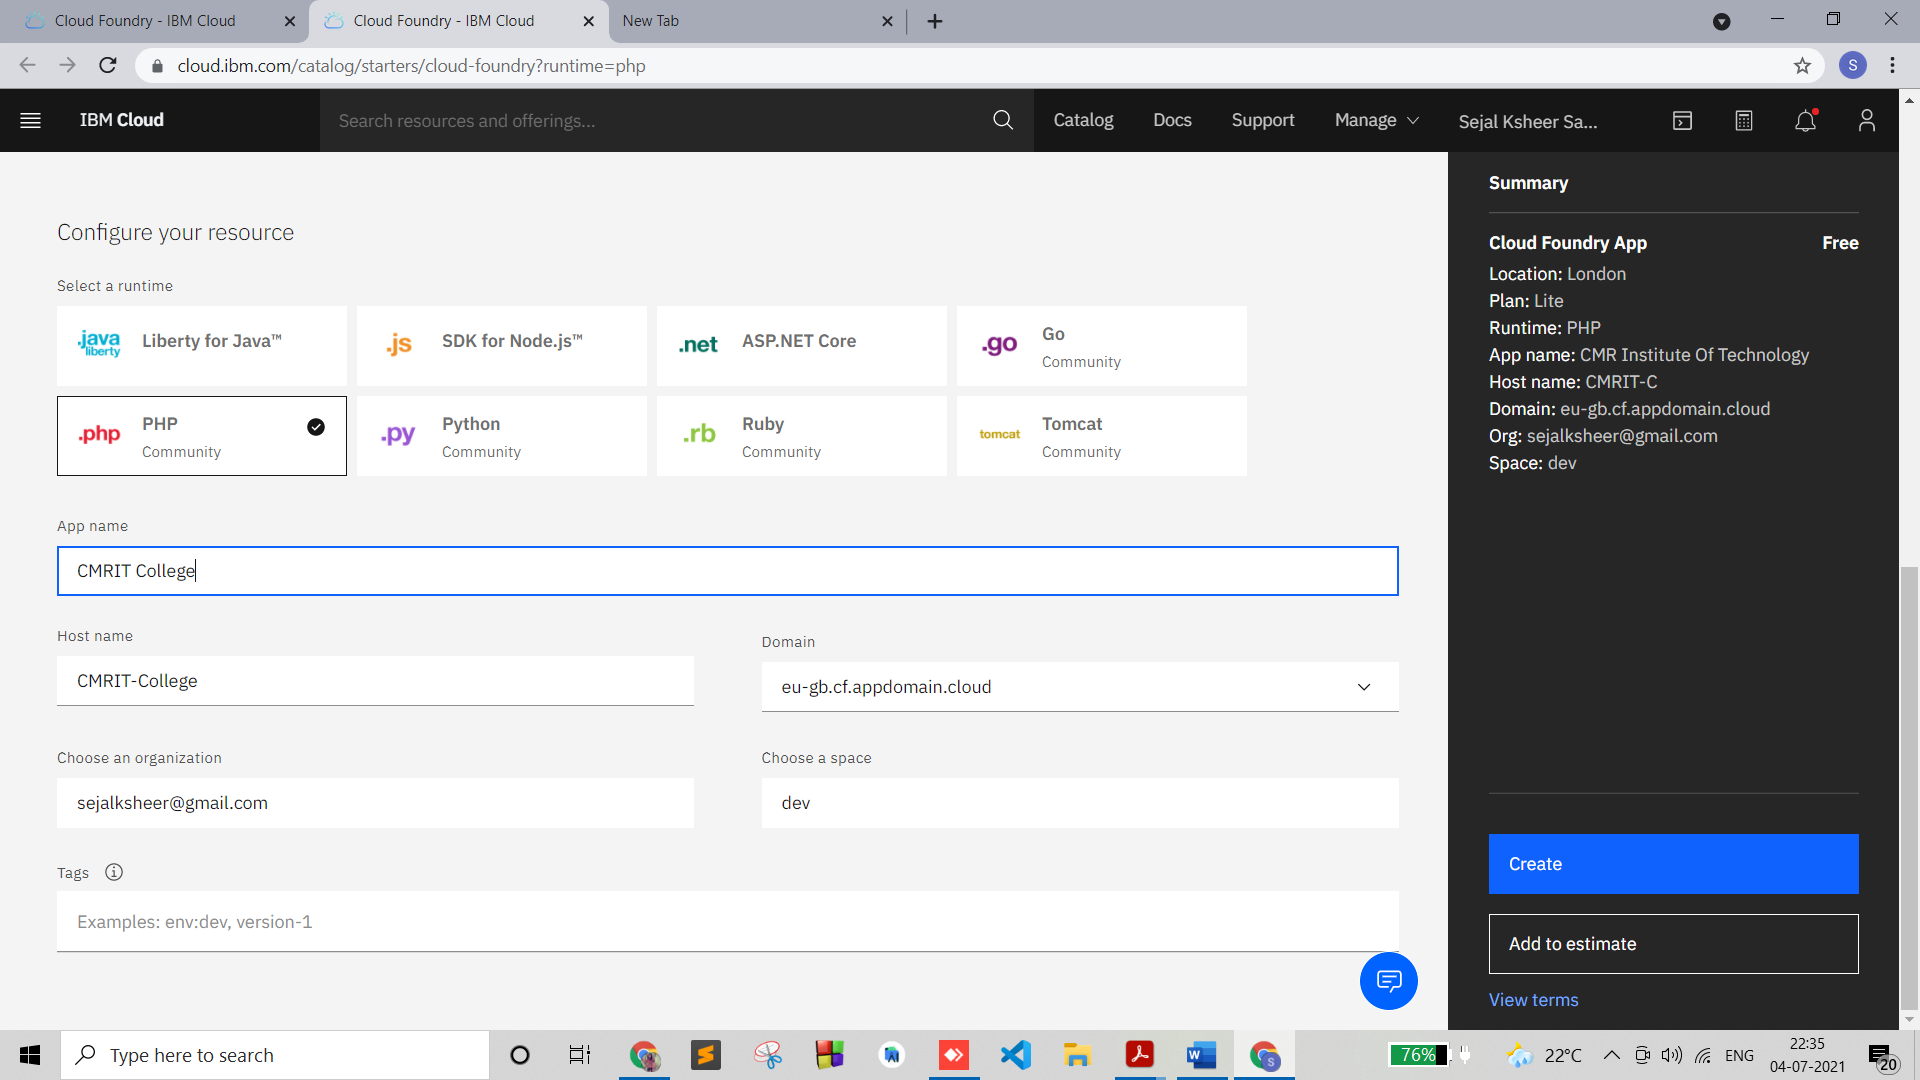 Cloud Foundry - IBM Cloud
Cloud Foundry - IBM Cloud
New Tab
cloud.ibm.com/catalog/starters/cloud-foundry?runtime=php
S
IBM Cloud
Search resources and offerings...
Catalog
Docs
Support
Manage
Sejal Ksheer Sa...
Configure your resource
Select a runtime
.java liberty
Liberty for Java™
.js
SDK for Node.js™
.net
ASP.NET Core
.go
Go
Community
.php
PHP
Community
.py
Python
Community
.rb
Ruby
Community
tomcat
Tomcat
Community
App name
CMRIT College
Host name
CMRIT-College
Domain
eu-gb.cf.appdomain.cloud
Choose an organization
sejalksheer@gmail.com
Choose a space
dev
Tags
Examples: env:dev, version-1
Summary
Cloud Foundry App
Free
Location: London
Plan: Lite
Runtime: PHP
App name: CMR Institute Of Technology
Host name: CMRIT-C
Domain: eu-gb.cf.appdomain.cloud
Org: sejalksheer@gmail.com
Space: dev
Create
Add to estimate
View terms
Type here to search
76%
22°C
ENG
22:35
04-07-2021
20